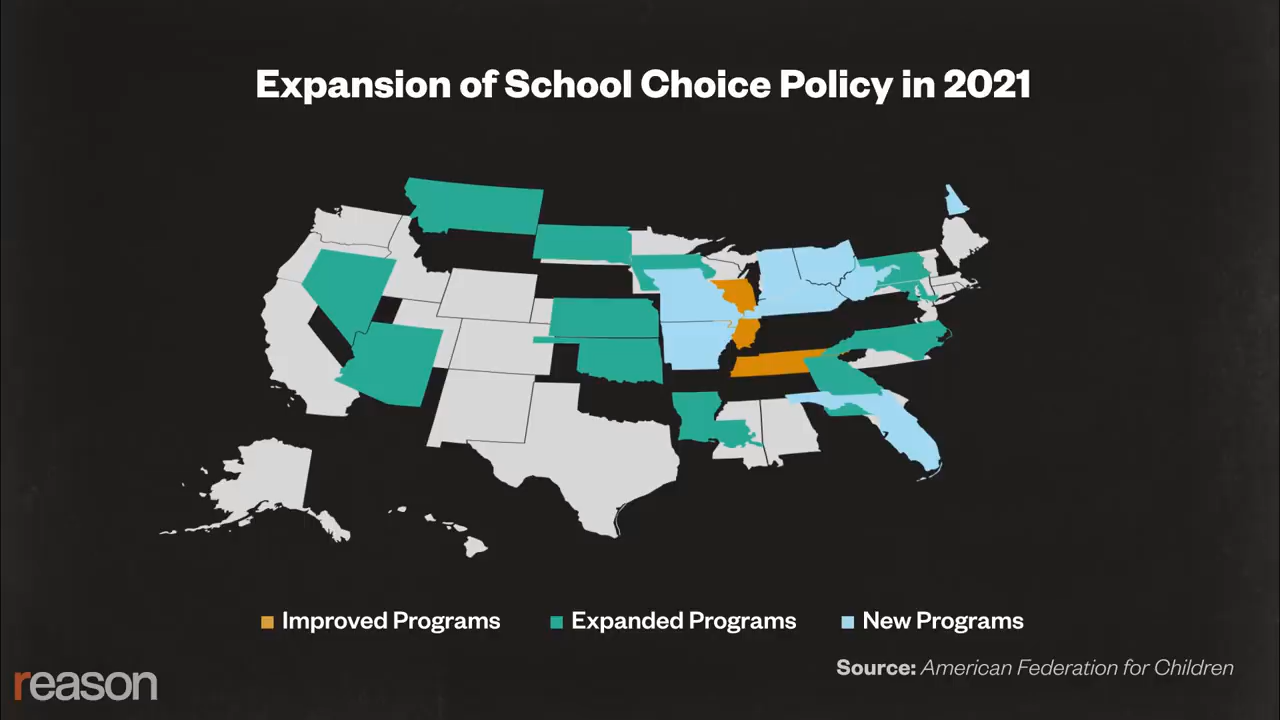 Expansion of School Choice Policy in 2021
Improved Programs
Expanded Programs
New Programs
Source: American Federation for Children
reason